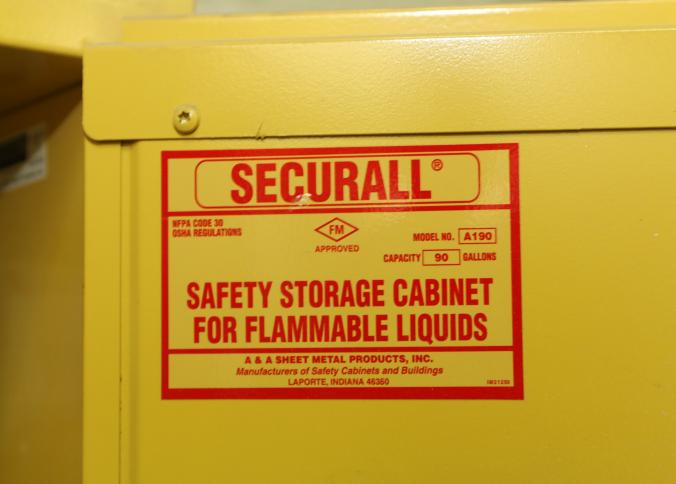 SECURALL®
NFPA CODE 30
OSHA REGULATIONS
FM
APPROVED
MODEL NO. A190
CAPACITY 90 GALLONS
SAFETY STORAGE CABINET
FOR FLAMMABLE LIQUIDS
A & A SHEET METAL PRODUCTS, INC.
Manufacturers of Safety Cabinets and Buildings
LAPORTE, INDIANA 46350